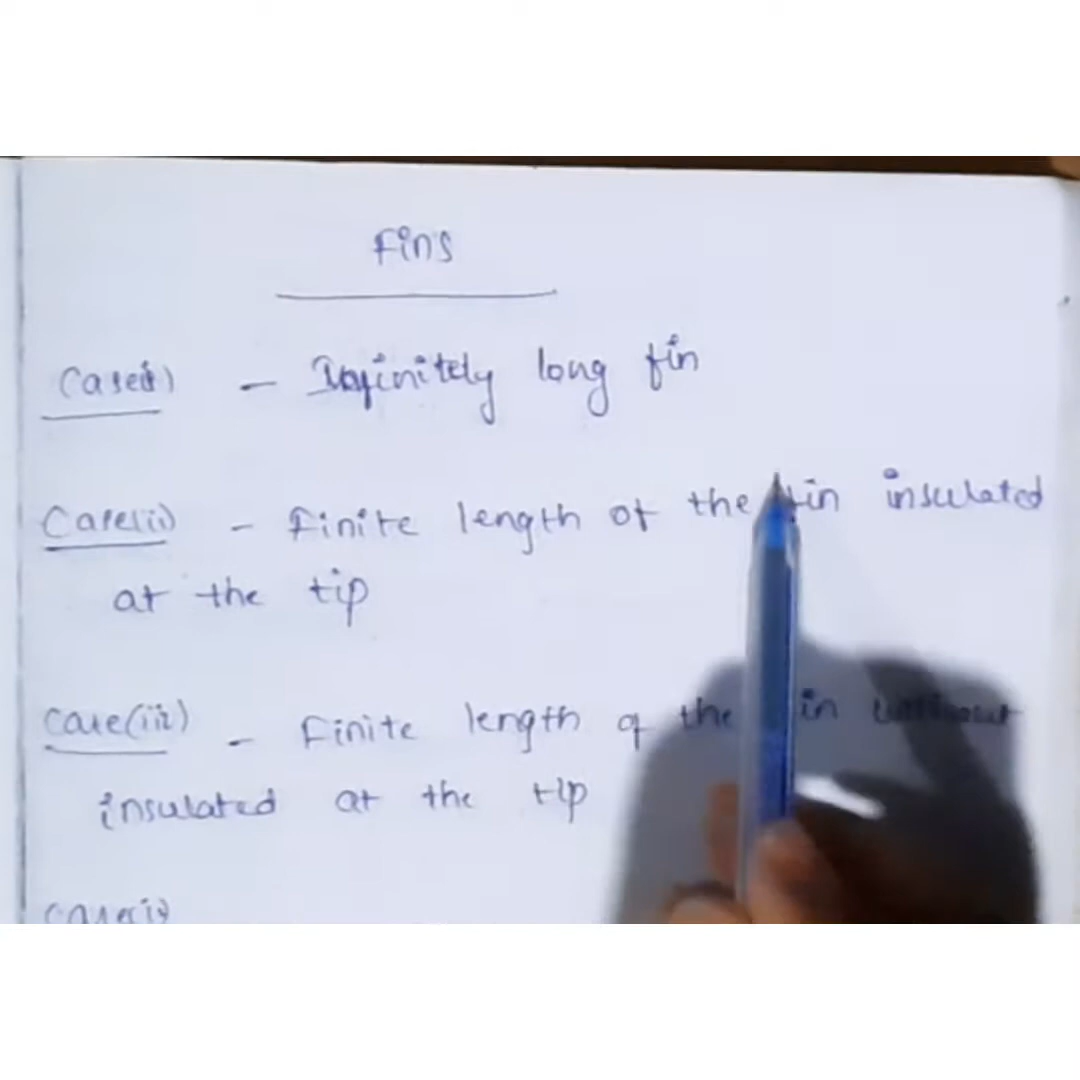 Fins
Case(i) - Infinitely long fin
Case(ii) - Finite length of the fin insulated
at the tip
case(iii) - Finite length of the fin without
insulated at the tip